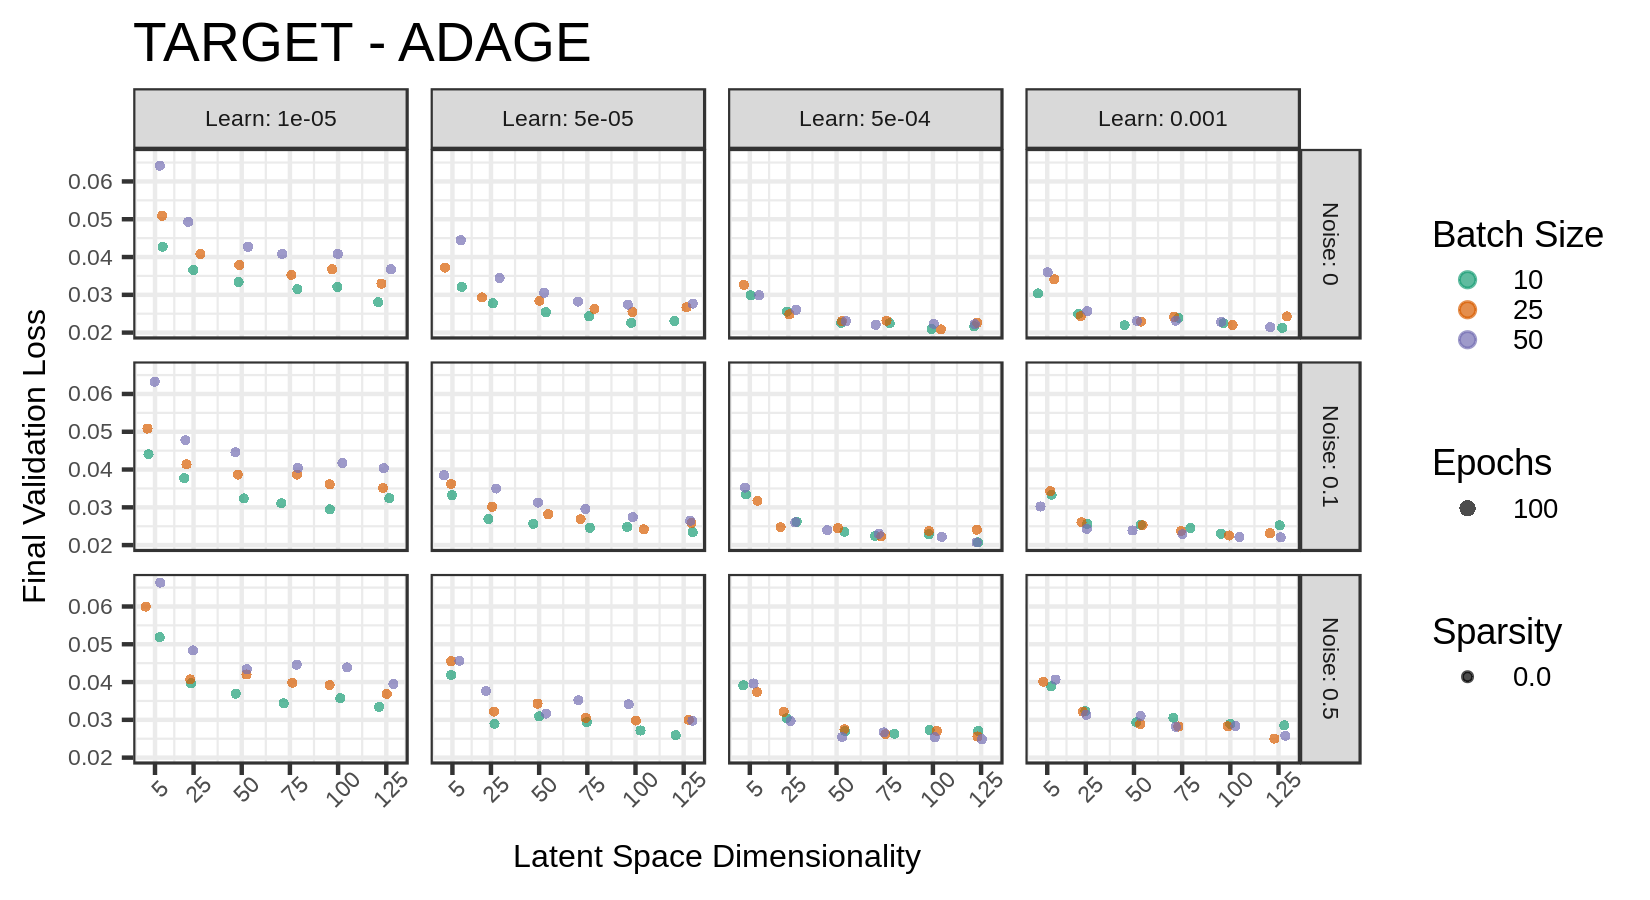 TARGET - ADAGE
Learn: 1e-05
Learn: 5e-05
Learn: 5e-04
Learn: 0.001
0.06
0.05
0.04
0.03
0.02
Noise: 0
0.06
0.05
0.04
0.03
0.02
Noise: 0.1
0.06
0.05
0.04
0.03
0.02
Noise: 0.5
Final Validation Loss
5 25 50 75 100 125
5 25 50 75 100 125
5 25 50 75 100 125
5 25 50 75 100 125
Latent Space Dimensionality
Batch Size
10
25
50
Epochs
100
Sparsity
0.0